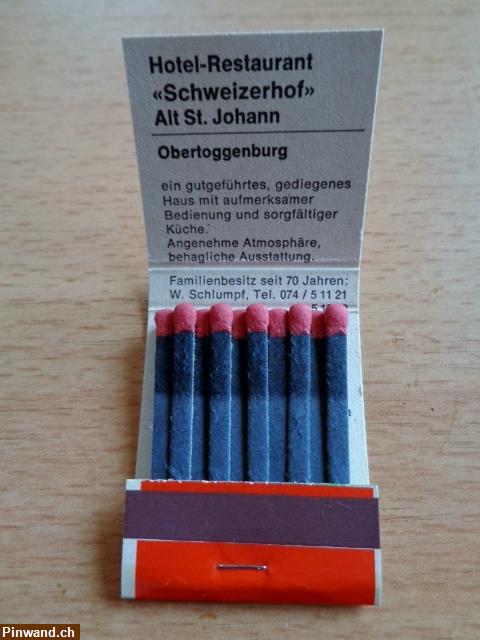 Hotel-Restaurant
«Schweizerhof»
Alt St. Johann
Obertoggenburg
ein gutgeführtes, gediegenes
Haus mit aufmerksamer
Bedienung und sorgfältiger
Küche.
Angenehme Atmosphäre,
behagliche Ausstattung.
Familienbesitz seit 70 Jahren:
W. Schlumpf, Tel. 074 / 5 11 21
Pinwand.ch